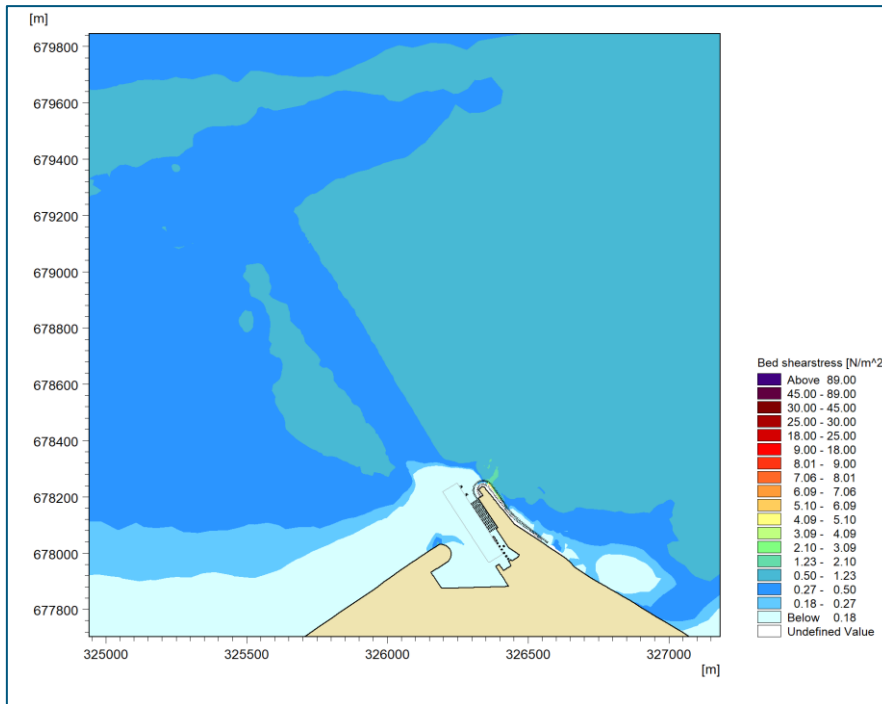 [m]
679800
679600
679400
679200
679000
678800
678600
678400
678200
678000
677800
325000 325500 326000 326500 327000
[m]
Bed shearstress [N/m^2
Above 89.00
45.00 - 89.00
30.00 - 45.00
25.00 - 30.00
18.00 - 25.00
9.00 - 18.00
8.01 - 9.00
7.06 - 8.01
6.09 - 7.06
5.10 - 6.09
4.09 - 5.10
3.09 - 4.09
2.10 - 3.09
1.23 - 2.10
0.50 - 1.23
0.27 - 0.50
0.18 - 0.27
Below 0.18
Undefined Value